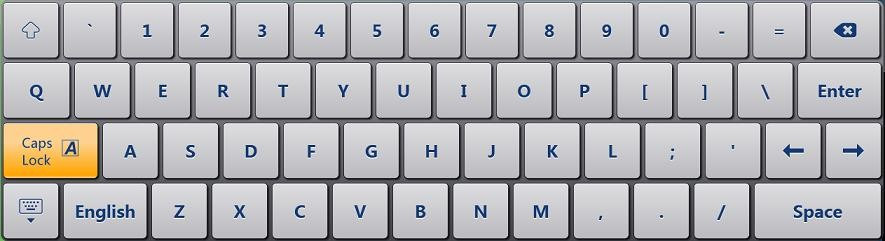 ` 1 2 3 4 5 6 7 8 9 0 - =
Q W E R T Y U I O P [ ] \ Enter
Caps Lock A A S D F G H J K L ; ' ← →
English Z X C V B N M , . / Space